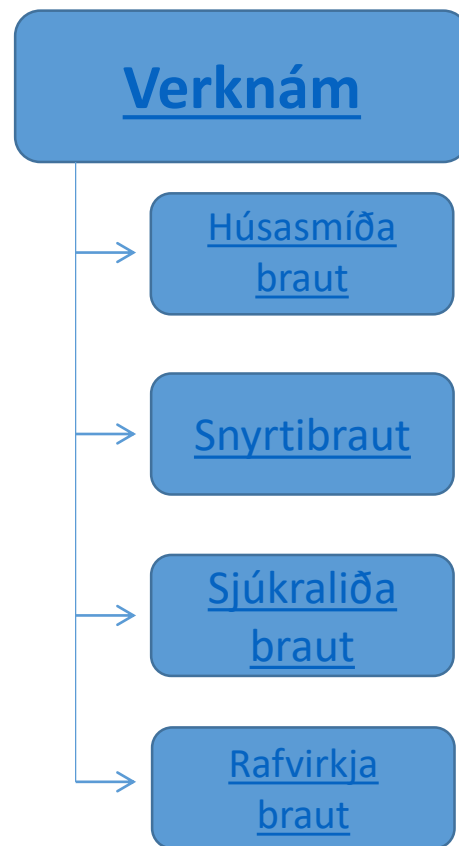 Verknám
Húsasmíða
braut
Snyrtibraut
Sjúkraliða
braut
Rafvirkja
braut